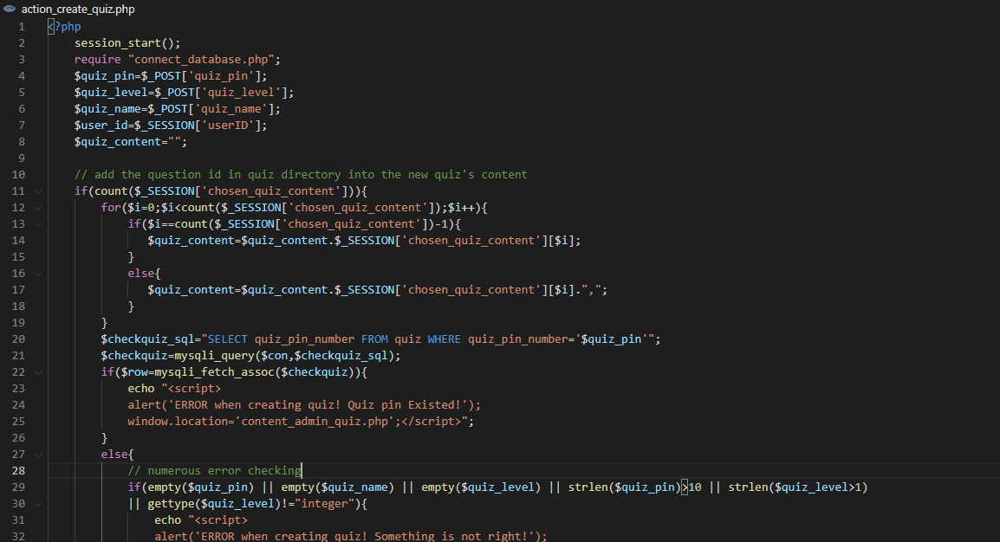 action_create_quiz.php
1 <?php
2 session_start();
3 require "connect_database.php";
4 $quiz_pin=$_POST['quiz_pin'];
5 $quiz_level=$_POST['quiz_level'];
6 $quiz_name=$_POST['quiz_name'];
7 $user_id=$_SESSION['userID'];
8 $quiz_content="";
9
10 // add the question id in quiz directory into the new quiz's content
11 if(count($_SESSION['chosen_quiz_content'])){
12 for($i=0;$i<count($_SESSION['chosen_quiz_content']);$i++){
13 if($i==count($_SESSION['chosen_quiz_content'])-1){
14 $quiz_content=$quiz_content.$_SESSION['chosen_quiz_content'][$i];
15 }
16 else{
17 $quiz_content=$quiz_content.$_SESSION['chosen_quiz_content'][$i].",";
18 }
19 }
20 $checkquiz_sql="SELECT quiz_pin_number FROM quiz WHERE quiz_pin_number='$quiz_pin'";
21 $checkquiz=mysqli_query($con,$checkquiz_sql);
22 if($row=mysqli_fetch_assoc($checkquiz)){
23 echo "<script>
24 alert('ERROR when creating quiz! Quiz pin Existed!');
25 window.location='content_admin_quiz.php';</script>";
26 }
27 else{
28 // numerous error checking
29 if(empty($quiz_pin) || empty($quiz_name) || empty($quiz_level) || strlen($quiz_pin)>10 || strlen($quiz_level>1)
30 || gettype($quiz_level)!="integer"){
31 echo "<script>
32 alert('ERROR when creating quiz! Something is not right!');